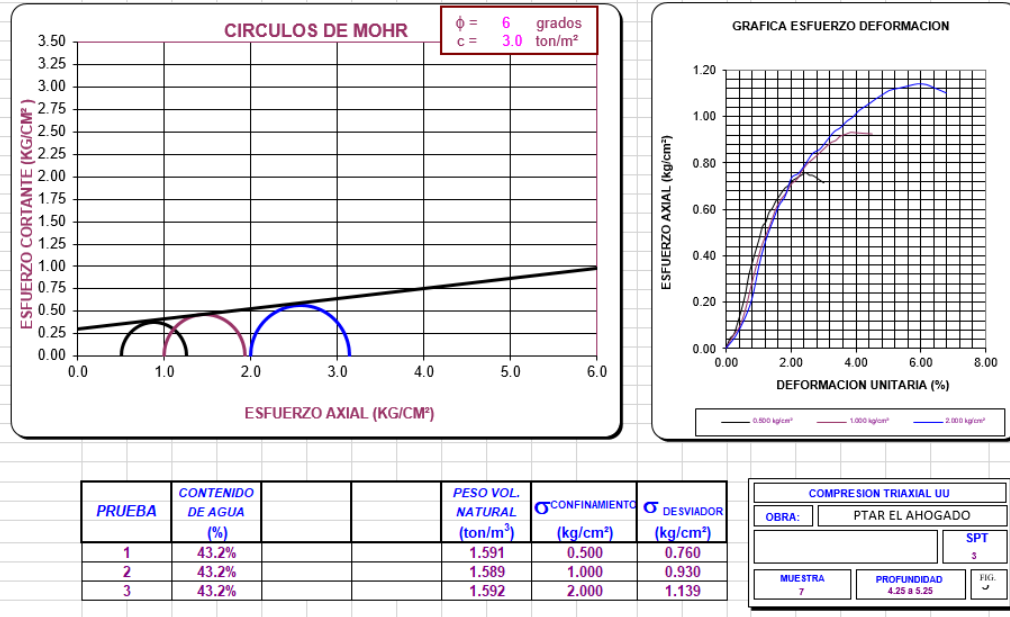 CIRCULOS DE MOHR
ϕ = 6 grados
c = 3.0 ton/m²
3.50
3.25
3.00
2.75
2.50
2.25
2.00
1.75
1.50
1.25
1.00
0.75
0.50
0.25
0.00
ESFUERZO CORTANTE (KG/CM²)
0.0 1.0 2.0 3.0 4.0 5.0 6.0
ESFUERZO AXIAL (KG/CM²)
GRAFICA ESFUERZO DEFORMACION
1.20
1.00
0.80
0.60
0.40
0.20
0.00
ESFUERZO AXIAL (kg/cm²)
0.00 2.00 4.00 6.00 8.00
DEFORMACION UNITARIA (%)
0.500 kg/cm² 1.000 kg/cm² 2.000 kg/cm²
PRUEBA CONTENIDO DE AGUA (%) PESO VOL. NATURAL (ton/m³) σ CONFINAMIENTO (kg/cm²) σ DESVIADOR (kg/cm²)
1 43.2% 1.591 0.500 0.760
2 43.2% 1.589 1.000 0.930
3 43.2% 1.592 2.000 1.139
COMPRESION TRIAXIAL UU
OBRA: PTAR EL AHOGADO
SPT
3
MUESTRA PROFUNDIDAD FIG.
7 4.25 a 5.25